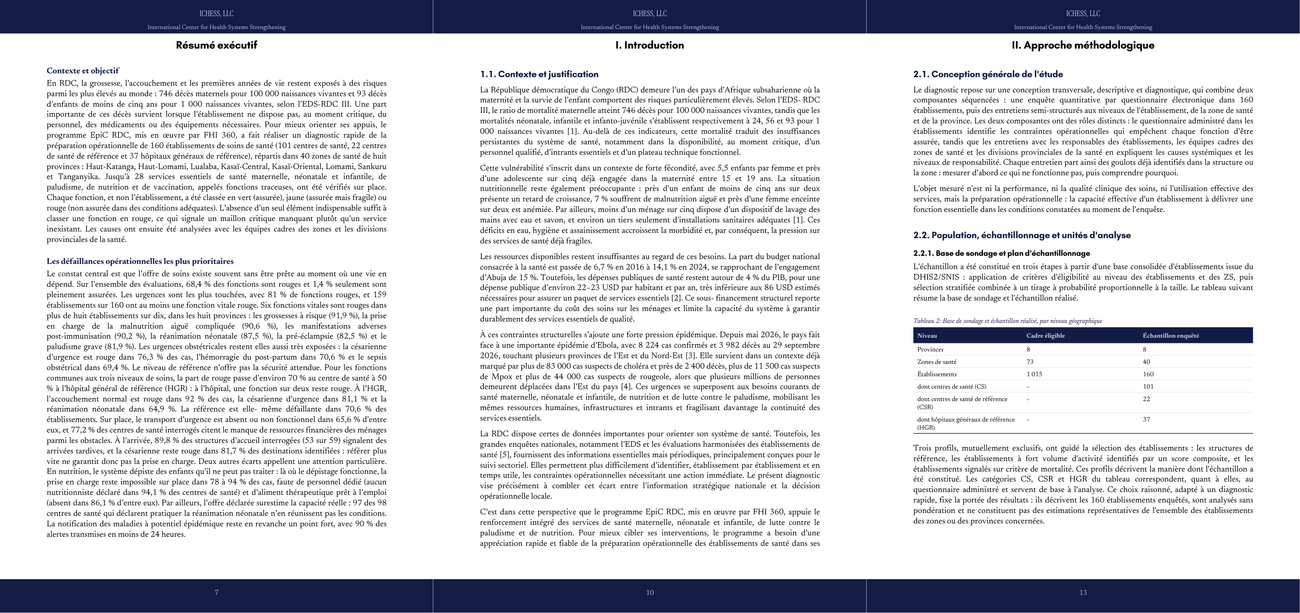 ICHESS, LLC
International Center for Health Systems Strengthening
Résumé exécutif
Contexte et objectif
En RDC, la grossesse, l'accouchement et les premières années de vie restent exposés à des risques
parmi les plus élevés au monde : 746 décès maternels pour 100 000 naissances vivantes et 93 décès
d'enfants de moins de cinq ans pour 1 000 naissances vivantes, selon l'EDS-RDC III. Une part
importante de ces décès survient lorsque l'établissement ne dispose pas, au moment critique, du
personnel, des médicaments ou des équipements nécessaires. Pour mieux orienter ses appuis, le
programme EpiC RDC, mis en œuvre par FHI 360, a fait réaliser un diagnostic rapide de la
préparation opérationnelle de 160 établissements de soins (101 centres de santé, 22 centres
de santé de référence et 37 hôpitaux généraux de référence), répartis dans 40 zones de santé de huit
provinces : Haut-Katanga, Haut-Lomami, Lualaba, Kasaï-Central, Kasaï-Oriental, Lomami, Sankuru
et Tanganyika. Jusqu'à 28 services essentiels de santé maternelle, néonatale et infantile, de
paludisme, de nutrition et de vaccination, appelés fonctions traceuses, ont été vérifiés sur place.
Chaque fonction, et non l'établissement, a été classée en vert (assurée), jaune (assurée mais fragile) ou
rouge (non assurée dans des conditions adéquates). L'absence d'un seul élément indispensable suffit à
classer une fonction en rouge, ce qui signale un maillon critique manquant plutôt qu'un service
inexistant. Les causes ont ensuite été analysées avec les équipes cadres des zones et les divisions
provinciales de la santé.
Les défaillances opérationnelles les plus prioritaires
Le constat central est que l'offre de soins existe souvent sans être prête au moment où une vie en
dépend. Sur l'ensemble des évaluations, 68,4 % des fonctions sont rouges et 1,4 % seulement sont
pleinement assurées. Les urgences sont les plus touchées, avec 81 % de fonctions rouges, et 159
établissements sur 160 ont au moins une fonction vitale rouge. Six fonctions vitales sont rouges dans
plus de huit établissements sur dix, dans les huit provinces : les grossesses à risque (91,9 %), la prise
en charge de la malnutrition aiguë compliquée (90,6 %), les manifestations adverses
post-immunisation (90,2 %), la réanimation néonatale (87,5 %), la pré-éclampsie (82,5 %) et le
paludisme grave (81,9 %). Les urgences obstétricales restent elles aussi très exposées : la césarienne
d'urgence est rouge dans 76,3 % des cas, l'hémorragie du post-partum dans 70,6 % et le sepsis
obstétrical dans 69,4 %. Le niveau de référence n'offre pas la sécurité attendue. Pour les fonctions
communes aux trois niveaux de soins, la part de rouge passe d'environ 70 % au centre de santé à 50
% à l'hôpital général de référence (HGR) : à l'hôpital, une fonction sur deux reste rouge. À l'HGR,
l'accouchement normal est rouge dans 92 % des cas, la césarienne d'urgence dans 81,1 % et la
réanimation néonatale dans 64,9 %. La référence est elle- même défaillante dans 70,6 % des
établissements. Sur place, le transport d'urgence est absent ou non fonctionnel dans 65,6 % d'entre
eux, et 77,2 % des centres de santé interrogés citent le manque de ressources financières des ménages
parmi les obstacles. À l'arrivée, 89,8 % des structures d'accueil interrogées (53 sur 59) signalent des
arrivées tardives, et la césarienne reste rouge dans 81,7 % des destinations identifiées : référer plus
vite ne garantit donc pas la prise en charge. Deux autres écarts appellent une attention particulière.
En nutrition, le système dépiste des enfants qu'il ne peut pas traiter : là où le dépistage fonctionne, la
prise en charge reste impossible sur place dans 78 à 94 % des cas, faute de personnel dédié (aucun
nutritionniste déclaré dans 94,1 % des centres de santé) et d'aliment thérapeutique prêt à l'emploi
(absent dans 86,1 % d'entre eux). Par ailleurs, l'offre déclarée surestime la capacité réelle : 97 des 98
centres de santé qui déclarent pratiquer la réanimation néonatale n'en réunissent pas les conditions.
La notification des maladies à potentiel épidémique reste en revanche un point fort, avec 90 % des
alertes transmises en moins de 24 heures.
7
ICHESS, LLC
International Center for Health Systems Strengthening
I. Introduction
1.1. Contexte et justification
La République démocratique du Congo (RDC) demeure l'un des pays d'Afrique subsaharienne où la
maternité et la survie de l'enfant comportent des risques particulièrement élevés. Selon l'EDS- RDC
III, le ratio de mortalité maternelle atteint 746 décès pour 100 000 naissances vivantes, tandis que les
mortalités néonatale, infantile et infanto-juvénile s'établissent respectivement à 24, 56 et 93 pour 1
000 naissances vivantes [1]. Au-delà de ces indicateurs, cette mortalité traduit des insuffisances
persistantes du système de santé, notamment dans la disponibilité, au moment critique, d'un
personnel qualifié, d'intrants essentiels et d'un plateau technique fonctionnel.
Cette vulnérabilité s'inscrit dans un contexte de forte fécondité, avec 5,5 enfants par femme et près
d'une adolescente sur cinq déjà engagée dans la maternité entre 15 et 19 ans. La situation
nutritionnelle reste également préoccupante : près d'un enfant de moins de cinq ans sur deux
présente un retard de croissance, 7 % souffrent de malnutrition aiguë et près d'une femme enceinte
sur deux est anémiée. Par ailleurs, moins d'un ménage sur cinq dispose d'un dispositif de lavage des
mains avec eau et savon, et environ un tiers seulement d'installations sanitaires adéquates [1]. Ces
déficits en eau, hygiène et assainissement accroissent la morbidité et, par conséquent, la pression sur
des services de santé déjà fragiles.
Les ressources disponibles restent insuffisantes au regard de ces besoins. La part du budget national
consacrée à la santé est passée de 6,7 % en 2016 à 14,1 % en 2024, se rapprochant de l'engagement
d'Abuja de 15 %. Toutefois, les dépenses publiques de santé restent autour de 4 % du PIB, pour une
dépense publique d'environ 22–23 USD par habitant et par an, très inférieure aux 86 USD estimés
nécessaires pour assurer un paquet de services essentiels [2]. Ce sous- financement structurel reporte
une part importante du coût des soins sur les ménages et limite la capacité du système à garantir
durablement des services essentiels de qualité.
À ces contraintes structurelles s'ajoute une forte pression épidémique. Depuis mai 2026, le pays fait
face à une importante épidémie d'Ebola, avec 8 224 cas confirmés et 3 982 décès au 29 septembre
2026, touchant plusieurs provinces de l'Est et du Nord-Est [3]. Elle survient dans un contexte déjà
marqué par plus de 83 000 cas suspects de choléra et près de 2 400 décès, plus de 11 500 cas suspects
de Mpox et plus de 44 000 cas suspects de rougeole, alors que plusieurs millions de personnes
demeurent déplacées dans l'Est du pays [4]. Ces urgences se superposent aux besoins courants de
santé maternelle, néonatale et infantile, de nutrition et de lutte contre le paludisme, mobilisant les
mêmes ressources humaines, infrastructures et intrants et fragilisant davantage la continuité des
services essentiels.
La RDC dispose certes de données importantes pour orienter son système de santé. Toutefois, les
grandes enquêtes nationales, notamment l'EDS et les évaluations harmonisées des établissements de
santé [5], fournissent des informations essentielles mais périodiques, principalement conçues pour le
suivi sectoriel. Elles permettent plus difficilement d'identifier, établissement par établissement et en
temps utile, les contraintes opérationnelles nécessitant une action immédiate. Le présent diagnostic
vise précisément à combler cet écart entre l'information stratégique nationale et la décision
opérationnelle locale.
C'est dans cette perspective que le programme EpiC RDC, mis en œuvre par FHI 360, appuie le
renforcement intégré des services de santé maternelle, néonatale et infantile, de lutte contre le
paludisme et de nutrition. Pour mieux cibler ses interventions, le programme a besoin d'une
appréciation rapide et fiable de la préparation opérationnelle des établissements de santé dans ses
10
ICHESS, LLC
International Center for Health Systems Strengthening
II. Approche méthodologique
2.1. Conception générale de l'étude
Le diagnostic repose sur une conception transversale, descriptive et diagnostique, qui combine deux
composantes séquencées : une enquête quantitative par questionnaire électronique dans 160
établissements, puis des entretiens semi-structurés aux niveaux de l'établissement, de la zone de santé
et de la province. Les deux composantes ont des rôles distincts : le questionnaire administré dans les
établissements identifie les contraintes opérationnelles qui empêchent chaque fonction d'être
assurée, tandis que les entretiens avec les responsables des établissements, les équipes cadres des
zones de santé et les divisions provinciales de la santé en expliquent les causes systémiques et les
niveaux de responsabilité. Chaque entretien part ainsi des goulots déjà identifiés dans la structure ou
la zone : mesurer d'abord ce qui ne fonctionne pas, puis comprendre pourquoi.
L'objet mesuré n'est ni la performance, ni la qualité clinique des soins, ni l'utilisation effective des
services, mais la préparation opérationnelle : la capacité effective d'un établissement à délivrer une
fonction essentielle dans les conditions constatées au moment de l'enquête.
2.2. Population, échantillonnage et unités d'analyse
2.2.1. Base de sondage et plan d'échantillonnage
L'échantillon a été constitué en trois étapes à partir d'une base consolidée d'établissements issue du
DHIS2/SNIS : application de critères d'éligibilité au niveau des établissements et des ZS, puis
sélection stratifiée combinée à un tirage à probabilité proportionnelle à la taille. Le tableau suivant
résume la base de sondage et l'échantillon réalisé.
Tableau 2: Base de sondage et échantillon réalisé, par niveau géographique
Niveau Cadre éligible Échantillon enquêté
Provinces 8 8
Zones de santé 73 40
Établissements 1 015 160
dont centres de santé (CS) – 101
dont centres de santé de référence – 22
(CSR)
dont hôpitaux généraux de référence – 37
(HGR)
Trois profils, mutuellement exclusifs, ont guidé la sélection des établissements : les structures de
référence, les établissements à fort volume d'activité identifiés par un score composite, et les
établissements signalés sur critère de mortalité. Ces profils décrivent la manière dont l'échantillon a
été constitué. Les catégories CS, CSR et HGR du tableau correspondent, quant à elles, au
questionnaire administré et servent de base à l'analyse. Ce choix raisonné, adapté à un diagnostic
rapide, fixe la portée des résultats : ils décrivent les 160 établissements enquêtés, sont analysés sans
pondération et ne constituent pas des estimations représentatives de l'ensemble des établissements
des zones ou des provinces concernées.
13